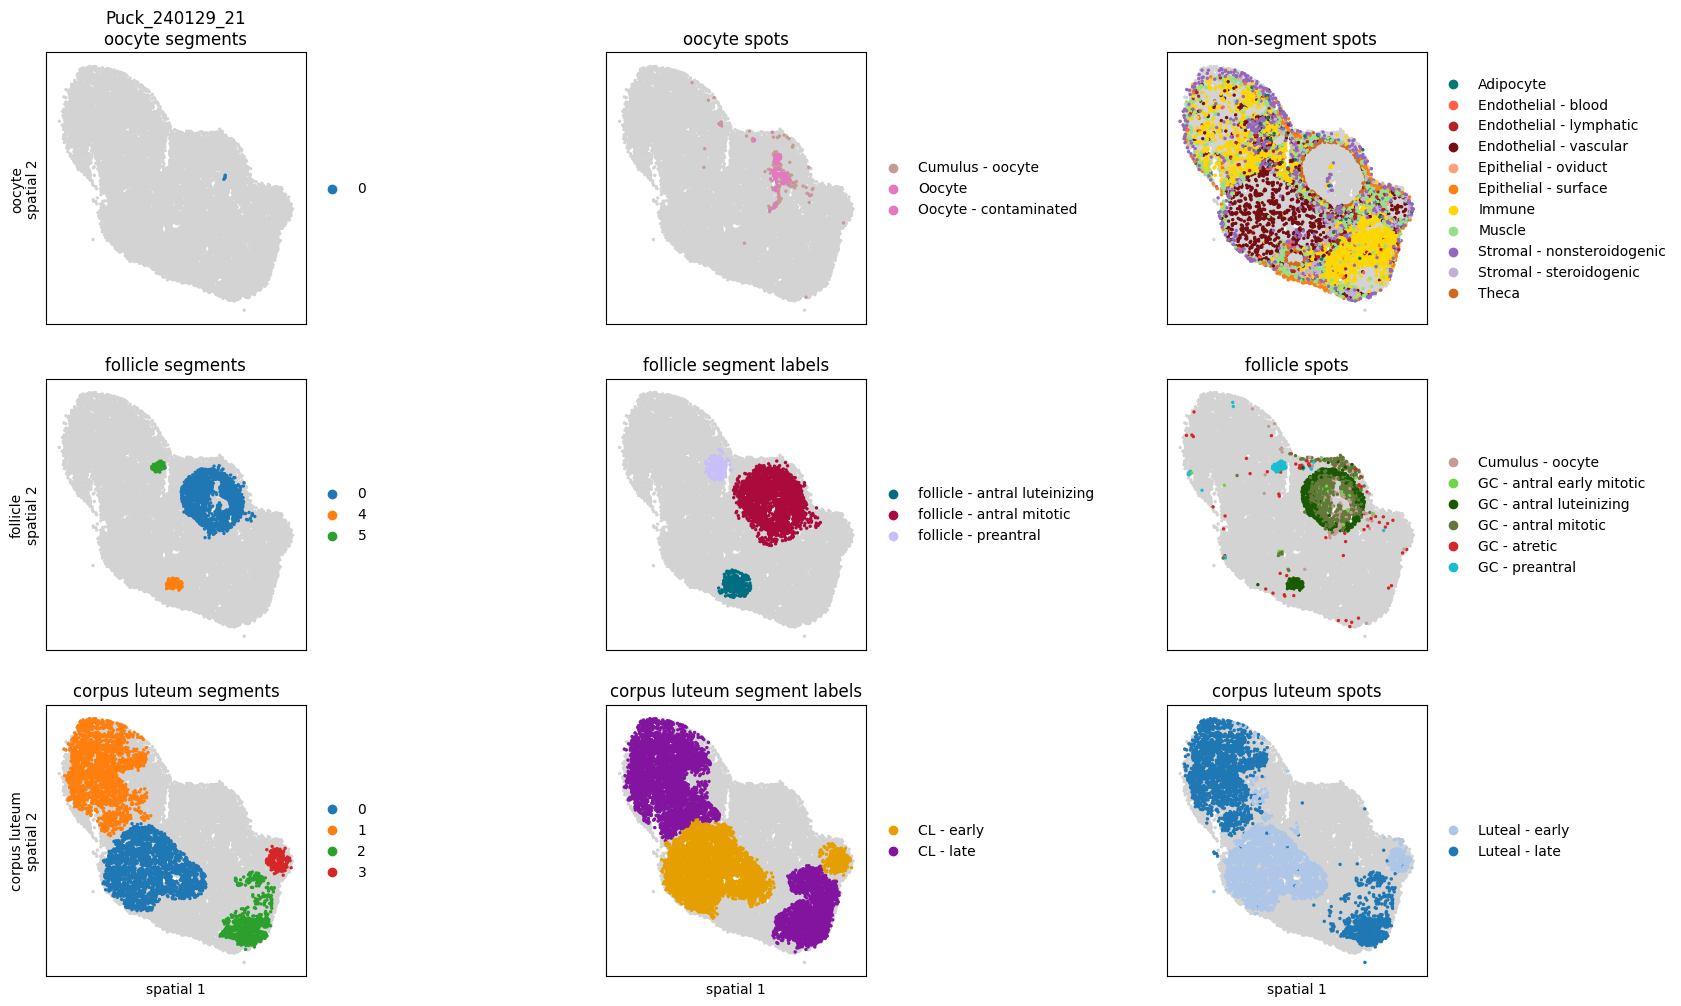 Puck_240129_21
oocyte segments
oocyte spots
non-segment spots
oocyte
spatial 2
0
Cumulus - oocyte
Oocyte
Oocyte - contaminated
Adipocyte
Endothelial - blood
Endothelial - lymphatic
Endothelial - vascular
Epithelial - oviduct
Epithelial - surface
Immune
Muscle
Stromal - nonsteroidogenic
Stromal - steroidogenic
Theca
follicle segments
follicle segment labels
follicle spots
follicle
spatial 2
0
4
5
follicle - antral luteinizing
follicle - antral mitotic
follicle - preantral
Cumulus - oocyte
GC - antral early mitotic
GC - antral luteinizing
GC - antral mitotic
GC - atretic
GC - preantral
corpus luteum segments
corpus luteum segment labels
corpus luteum spots
corpus luteum
spatial 2
0
1
2
3
CL - early
CL - late
Luteal - early
Luteal - late
spatial 1
spatial 1
spatial 1